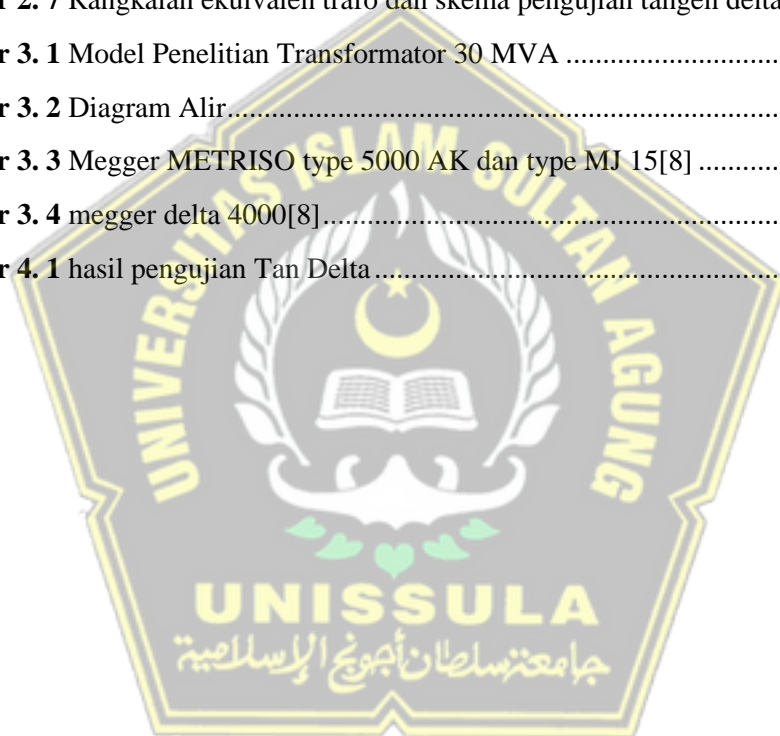 r 2. 7 Rangkaian ekuivalen trafo dan skema pengujian tangen delta
r 3. 1 Model Penelitian Transformator 30 MVA ............................
r 3. 2 Diagram Alir............................................................................
r 3. 3 Megger METRISO type 5000 AK dan type MJ 15[8] ............
r 3. 4 megger delta 4000[8]...............................................................
r 4. 1 hasil pengujian Tan Delta.......................................................
UNIVERSITAS ISLAM SULTAN AGUNG
UNISSULA
جامعتنسلطان أجونج الإسلامية